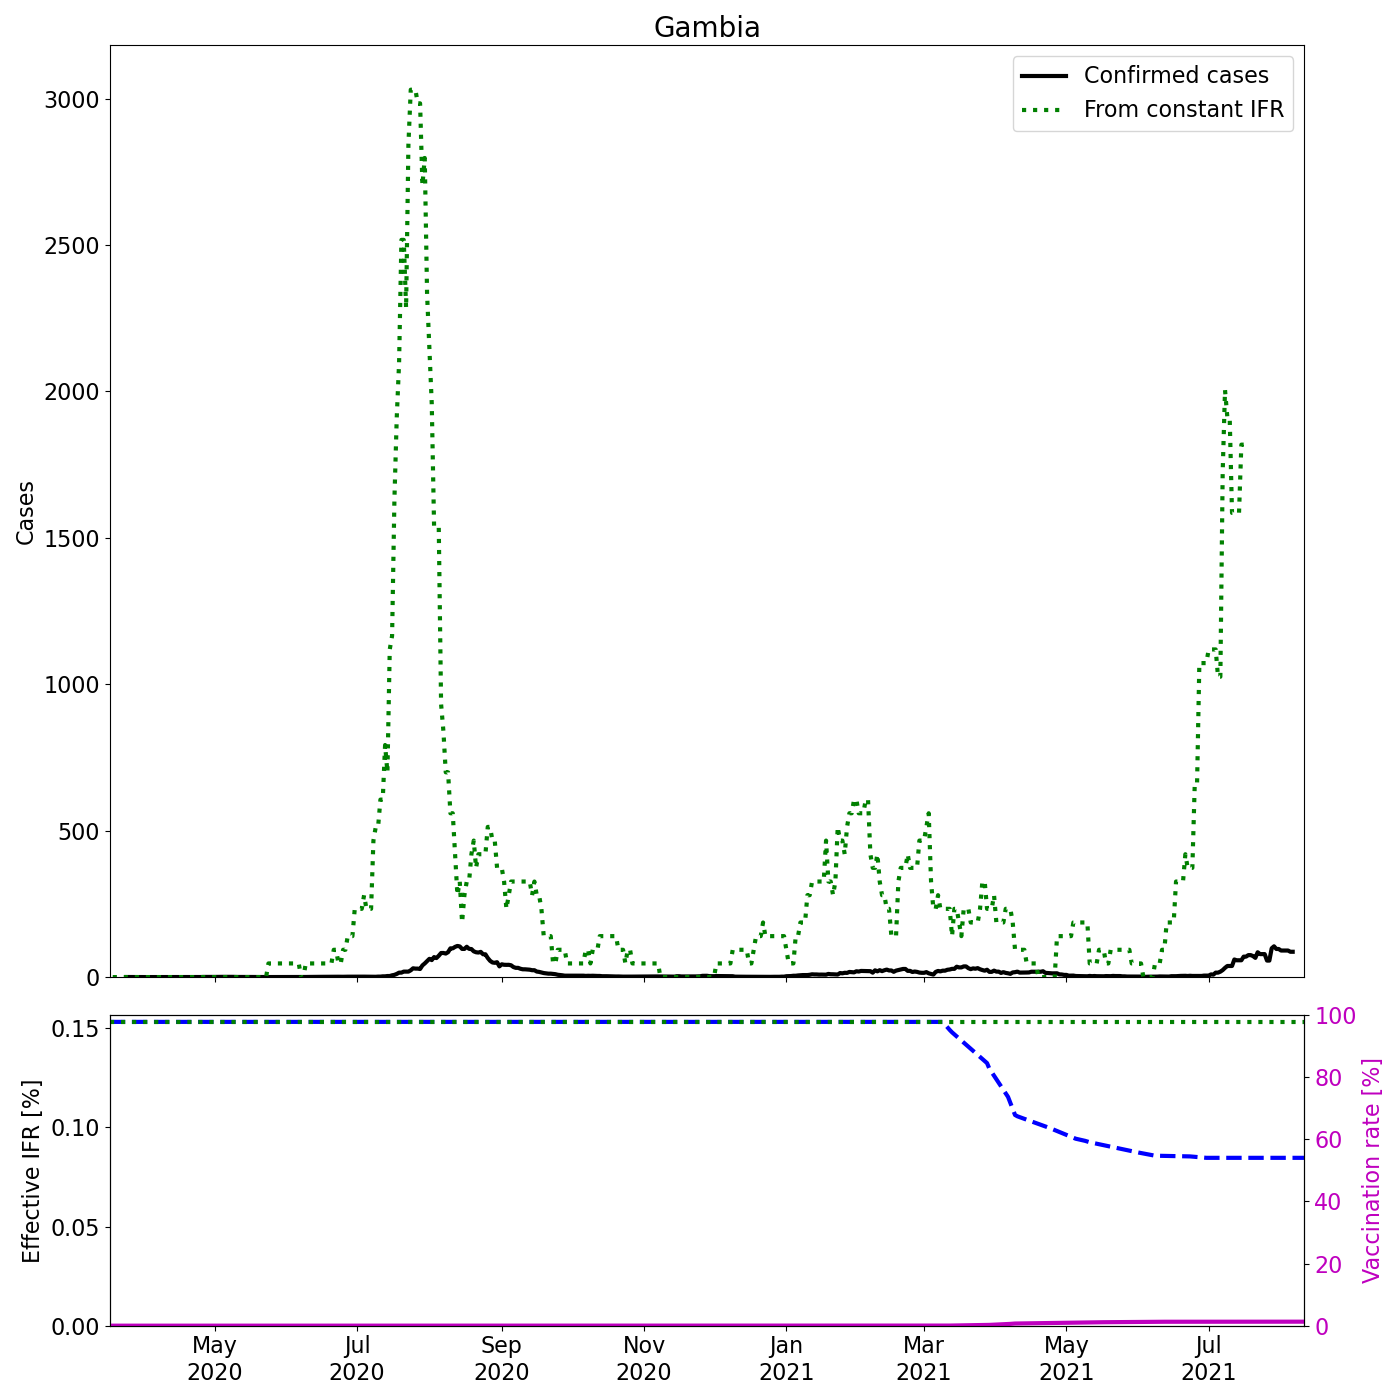 Gambia
Confirmed cases
From constant IFR
3000
2500
2000
1500
1000
500
0
Cases
0.15
0.10
0.05
0.00
Effective IFR [%]
100
80
60
40
20
0
Vaccination rate [%]
May
2020
Jul
2020
Sep
2020
Nov
2020
Jan
2021
Mar
2021
May
2021
Jul
2021